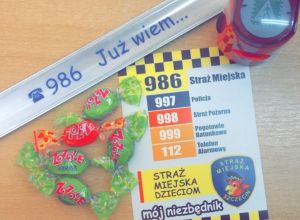 ☎ 986 Już wiem...
986 Straż Miejska
997 Policja
998 Straż Pożarna
999 Pogotowie Ratunkowe
112 Telefon Alarmowy
STRAŻ
MIEJSKA
DZIECIOM
STRAŻ
MIEJSKA
SZCZECIN
mój niezbędnik